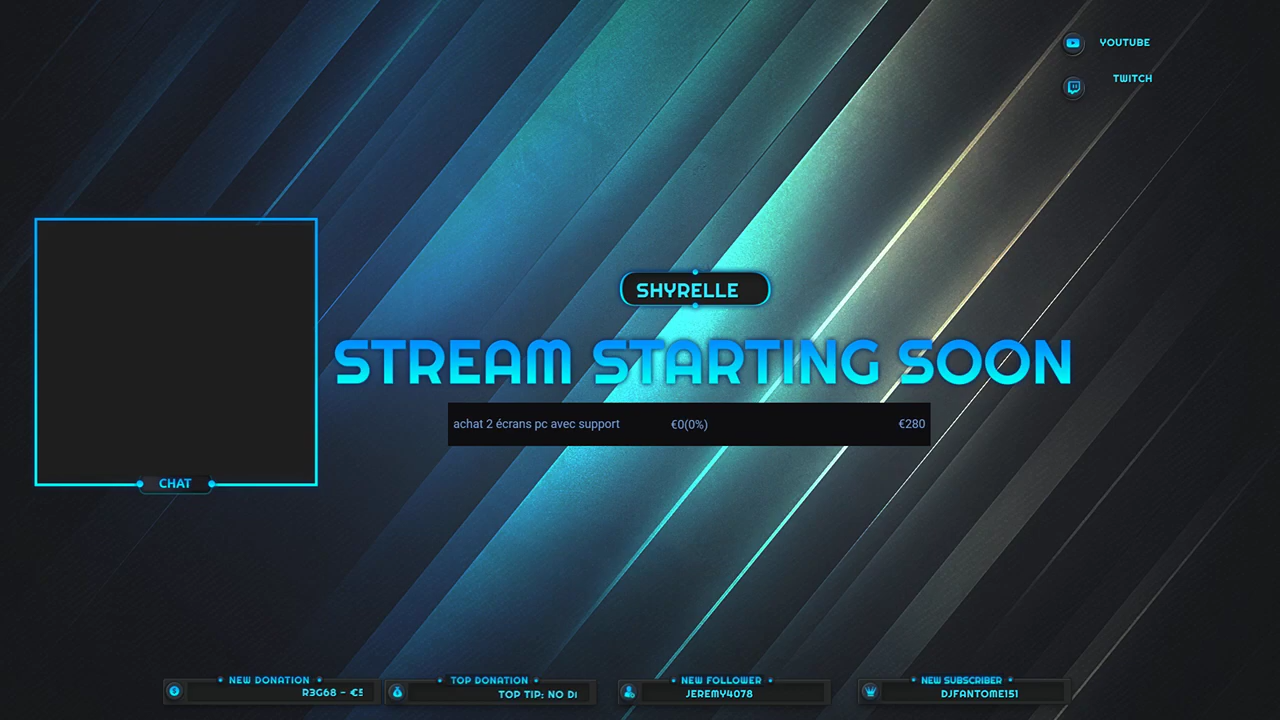 YOUTUBE
TWITCH
SHYRELLE
STREAM STARTING SOON
achat 2 écrans pc avec support €0(0%) €280
CHAT
NEW DONATION
R3G68 - €5
TOP DONATION
TOP TIP: NO DI
NEW FOLLOWER
JEREMY4078
NEW SUBSCRIBER
DJFANTOME151